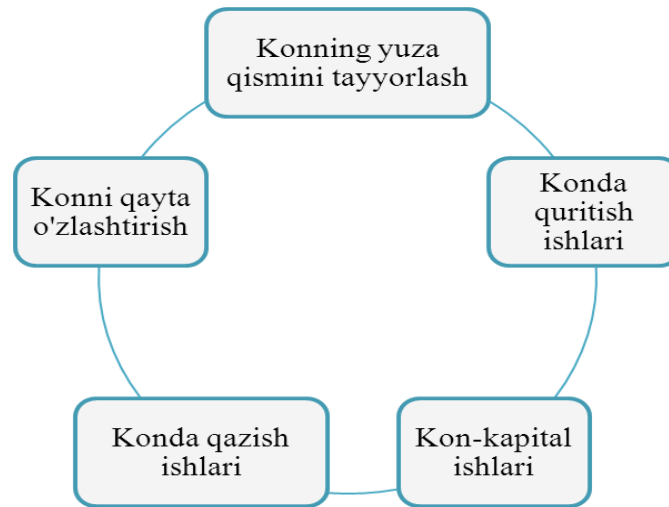 Konning yuza
qismini tayyorlash
Konda
quritish
ishlari
Kon-kapital
ishlari
Konda qazish
ishlari
Konni qayta
o'zlashtirish